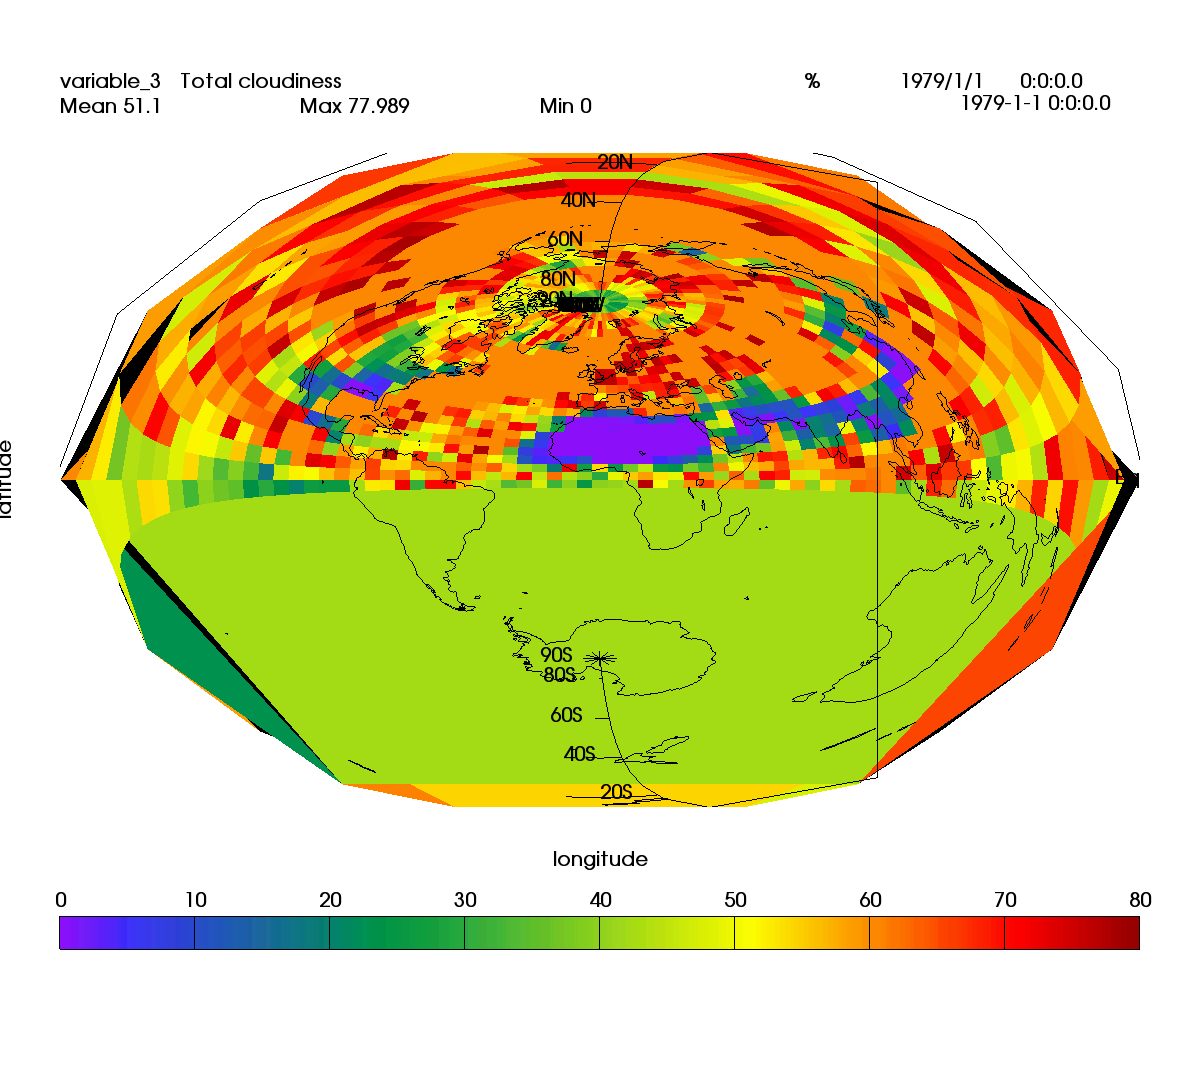 variable_3 Total cloudiness % 1979/1/1 0:0:0.0
Mean 51.1 Max 77.989 Min 0 1979-1-1 0:0:0.0
20N
40N
60N
80N
90N
latitude
90S
80S
60S
40S
20S
longitude
0 10 20 30 40 50 60 70 80